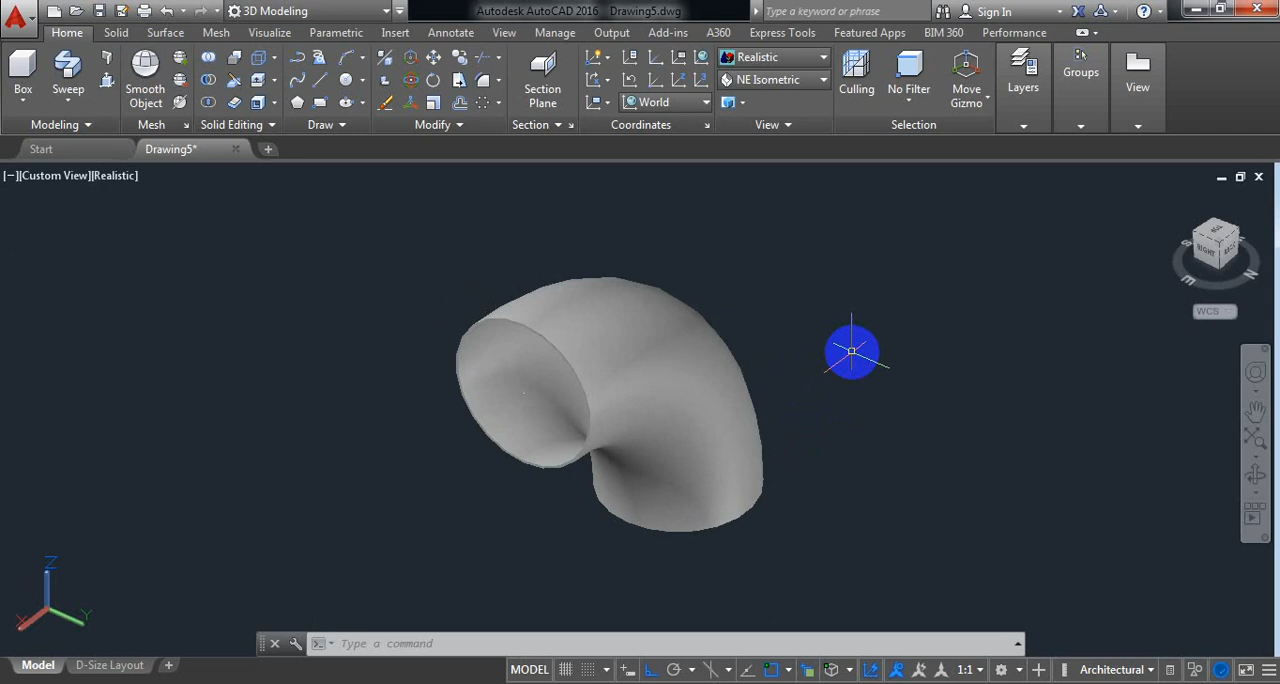 3D Modeling
Autodesk AutoCAD 2016 Drawing5.dwg
Type a keyword or phrase
Sign In
Home Solid Surface Mesh Visualize Parametric Insert Annotate View Manage Output Add-ins A360 Express Tools Featured Apps BIM 360 Performance
Realistic
NE Isometric
World
Box Sweep Smooth Object
Section Plane
Culling No Filter Move Gizmo
Layers Groups View
Modeling Mesh Solid Editing Draw Modify Section Coordinates View Selection
Start Drawing5*
[−][Custom View][Realistic]
RIGHT
BACK
S
E
N
WCS
Z
X
Y
Type a command
Model D-Size Layout
MODEL
1:1
Architectural